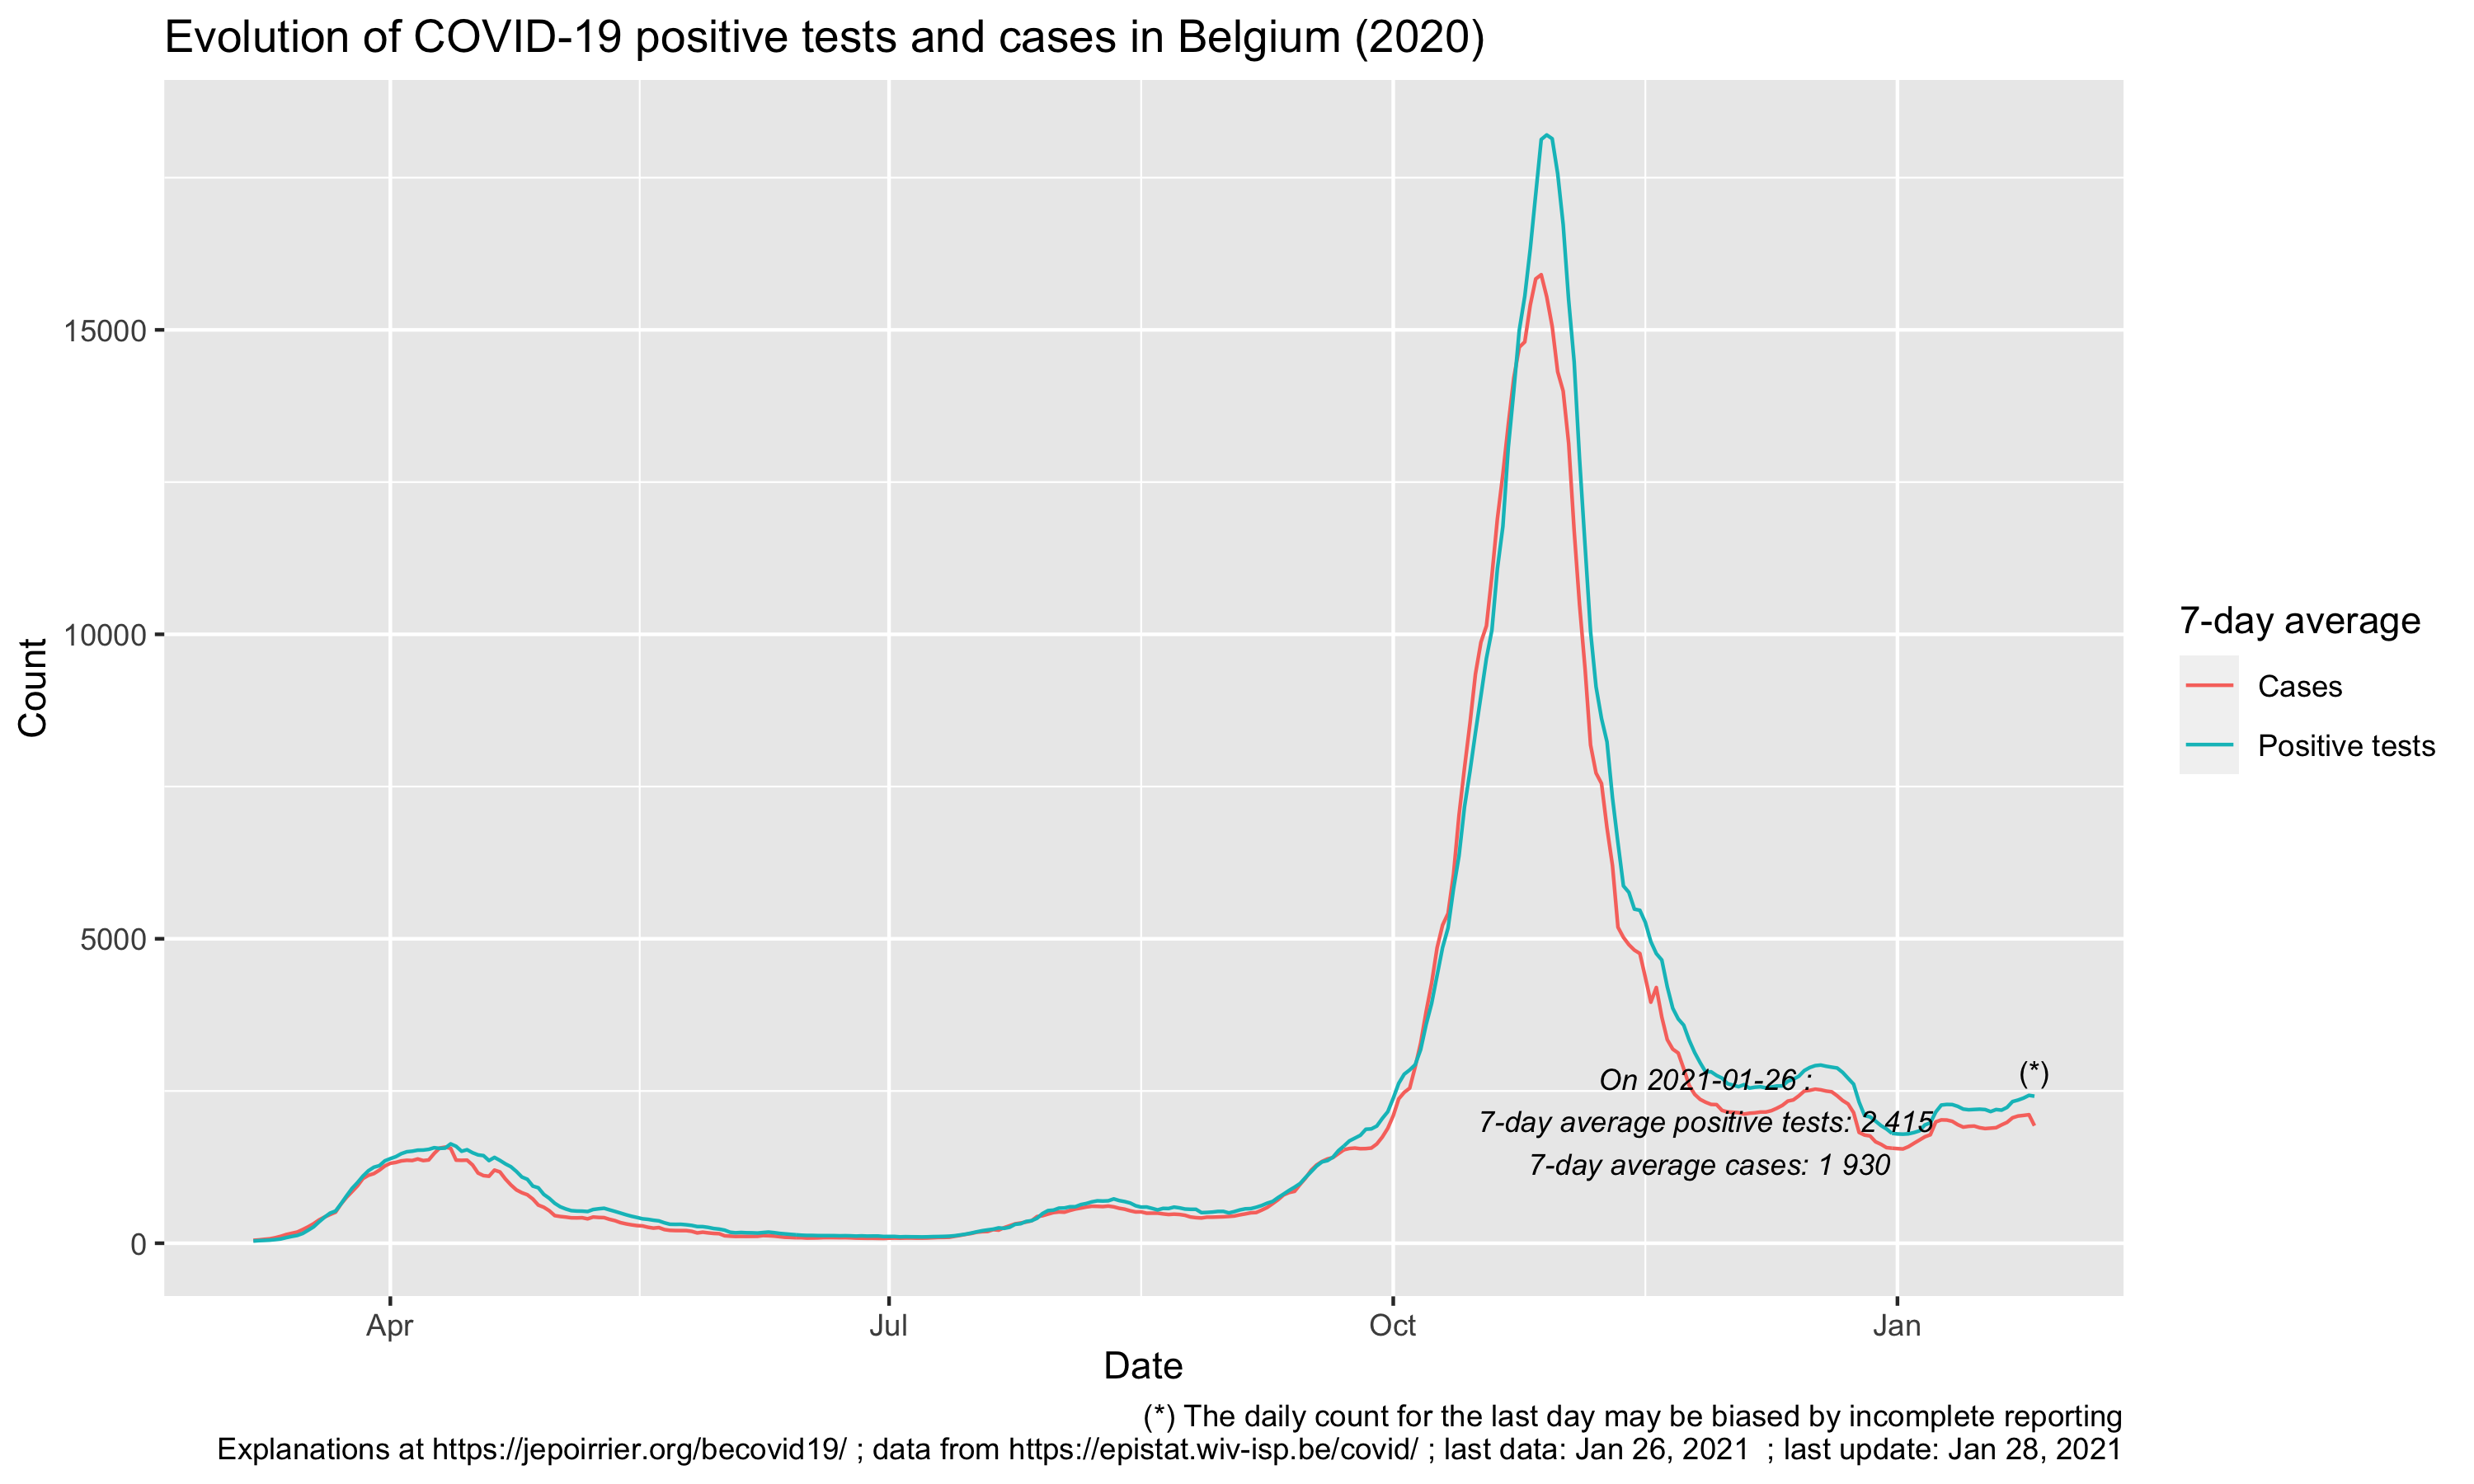 Evolution of COVID-19 positive tests and cases in Belgium (2020)
Count
15000
10000
5000
0
On 2021-01-26 :
7-day average positive tests: 2 415
7-day average cases: 1 930
(*)
Apr
Jul
Oct
Jan
Date
7-day average
Cases
Positive tests
(*) The daily count for the last day may be biased by incomplete reporting
Explanations at https://jepoirrier.org/becovid19/ ; data from https://epistat.wiv-isp.be/covid/ ; last data: Jan 26, 2021  ; last update: Jan 28, 2021